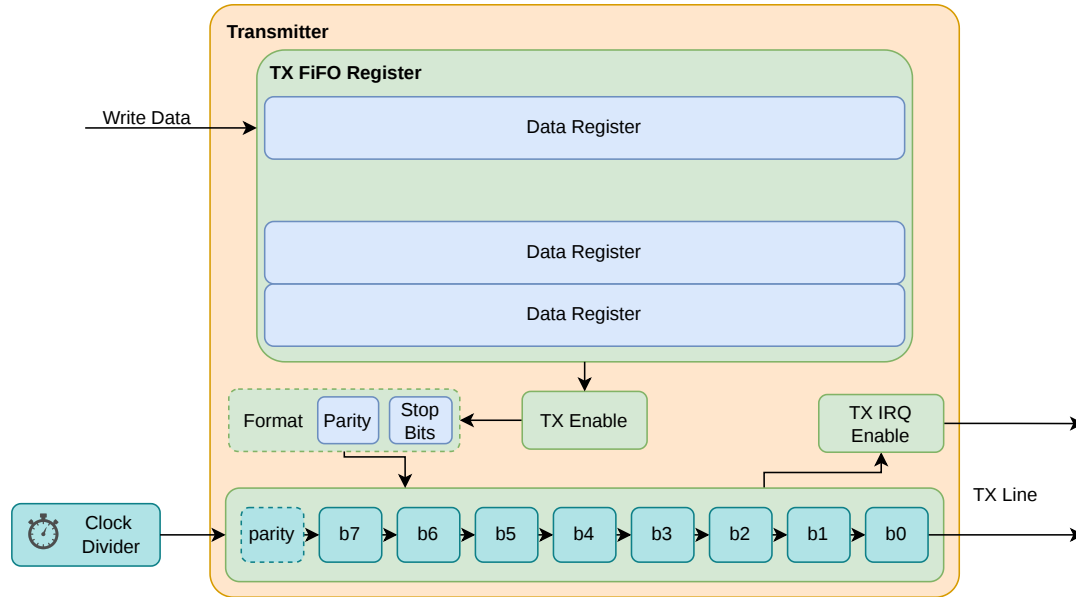 Transmitter
TX FiFO Register
Write Data
Data Register
Data Register
Data Register
Format
Parity
Stop
Bits
TX Enable
TX IRQ
Enable
TX Line
Clock
Divider
parity
b7
b6
b5
b4
b3
b2
b1
b0